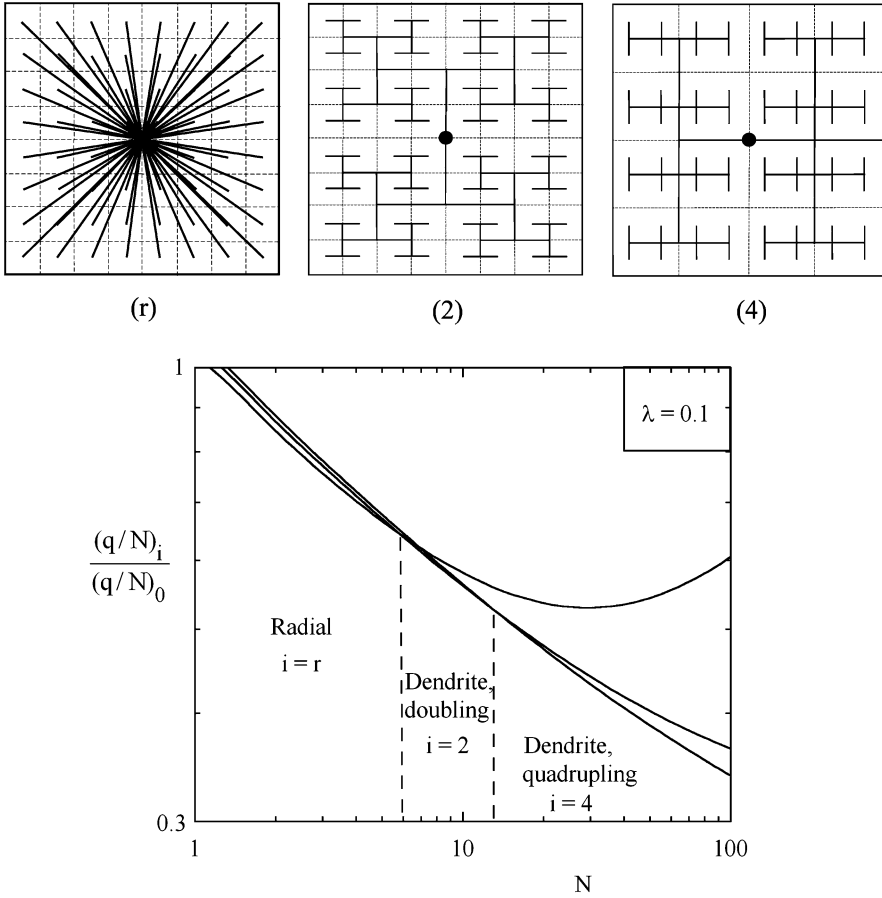 (r)
(2)
(4)
1
λ = 0.1
(q / N)i
(q / N)0
Radial
i = r
Dendrite,
doubling
i = 2
Dendrite,
quadrupling
i = 4
0.3
1
10
100
N